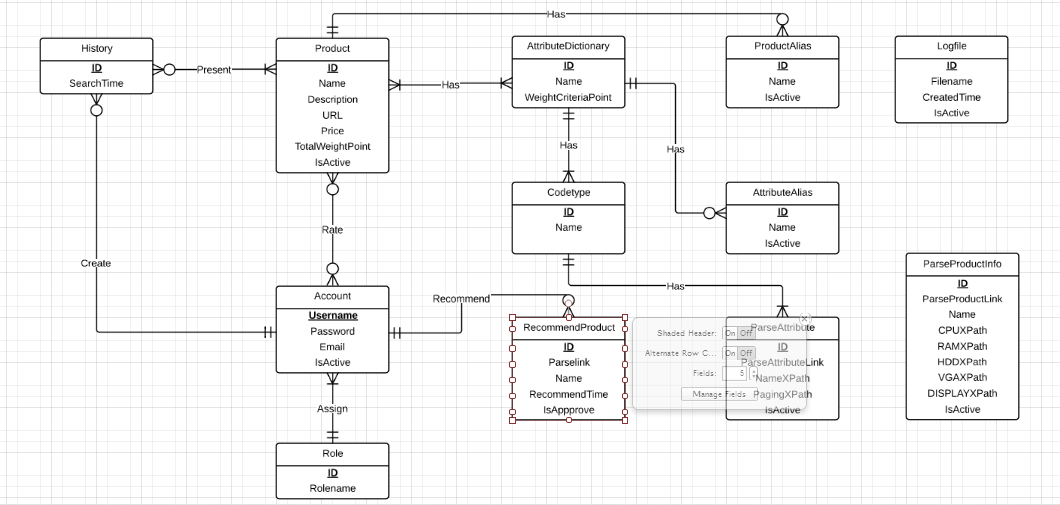 Has
History
ID
SearchTime
Present
Product
ID
Name
Description
URL
Price
TotalWeightPoint
IsActive
Has
AttributeDictionary
ID
Name
WeightCriteriaPoint
ProductAlias
ID
Name
IsActive
Logfile
ID
Filename
CreatedTime
IsActive
Has
Has
Codetype
ID
Name
AttributeAlias
ID
Name
IsActive
Rate
Create
Has
Account
Username
Password
Email
IsActive
Recommend
RecommendProduct
ID
Parselink
Name
RecommendTime
IsAppprove
Shaded Header: On Off
Alternate Row C... On Off
Fields: 5
Manage Fields
ParseAttribute
ID
ParseAttributeLink
NameXPath
PagingXPath
IsActive
ParseProductInfo
ID
ParseProductLink
Name
CPUXPath
RAMXPath
HDDXPath
VGAXPath
DISPLAYXPath
IsActive
Assign
Role
ID
Rolename